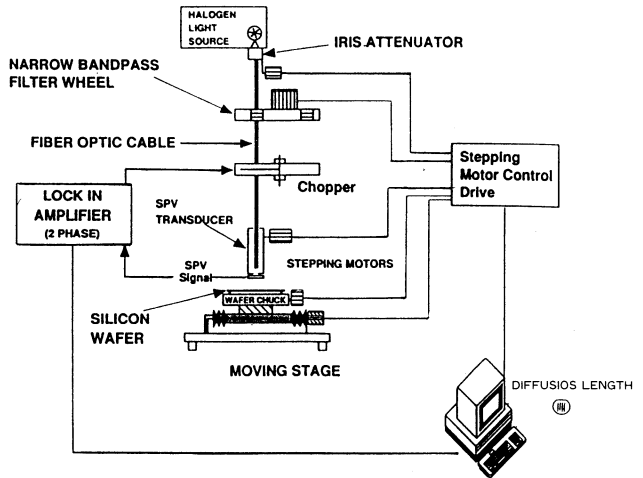 HALOGEN
LIGHT
SOURCE
IRIS ATTENUATOR
NARROW BANDPASS
FILTER WHEEL
FIBER OPTIC CABLE
Chopper
Stepping
Motor Control
Drive
LOCK IN
AMPLIFIER
(2 PHASE)
SPV
TRANSDUCER
SPV
Signal
STEPPING MOTORS
WAFER CHUCK
SILICON
WAFER
MOVING STAGE
DIFFUSIOS LENGTH